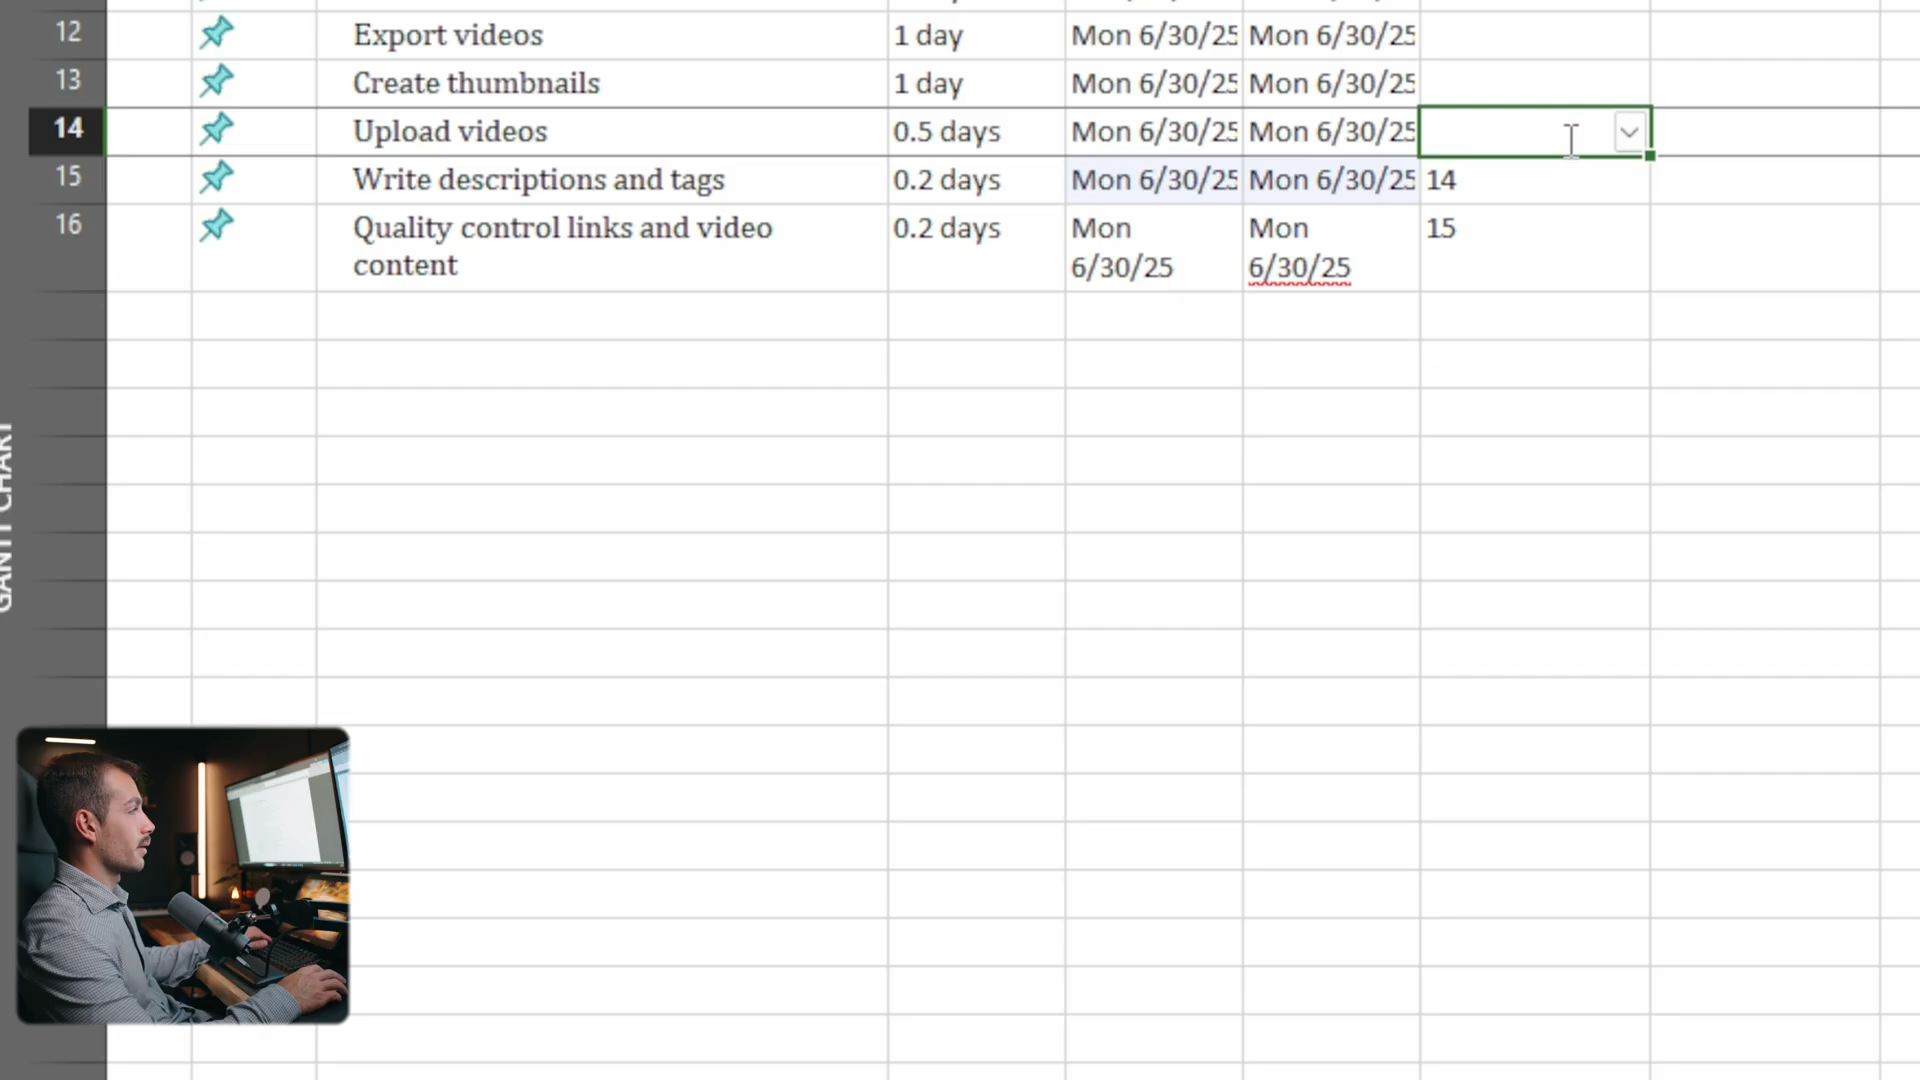 12 Export videos 1 day Mon 6/30/25 Mon 6/30/25
13 Create thumbnails 1 day Mon 6/30/25 Mon 6/30/25
14 Upload videos 0.5 days Mon 6/30/25 Mon 6/30/25
15 Write descriptions and tags 0.2 days Mon 6/30/25 Mon 6/30/25 14
16 Quality control links and video 0.2 days Mon Mon 15
content 6/30/25 6/30/25
GANTT CHART